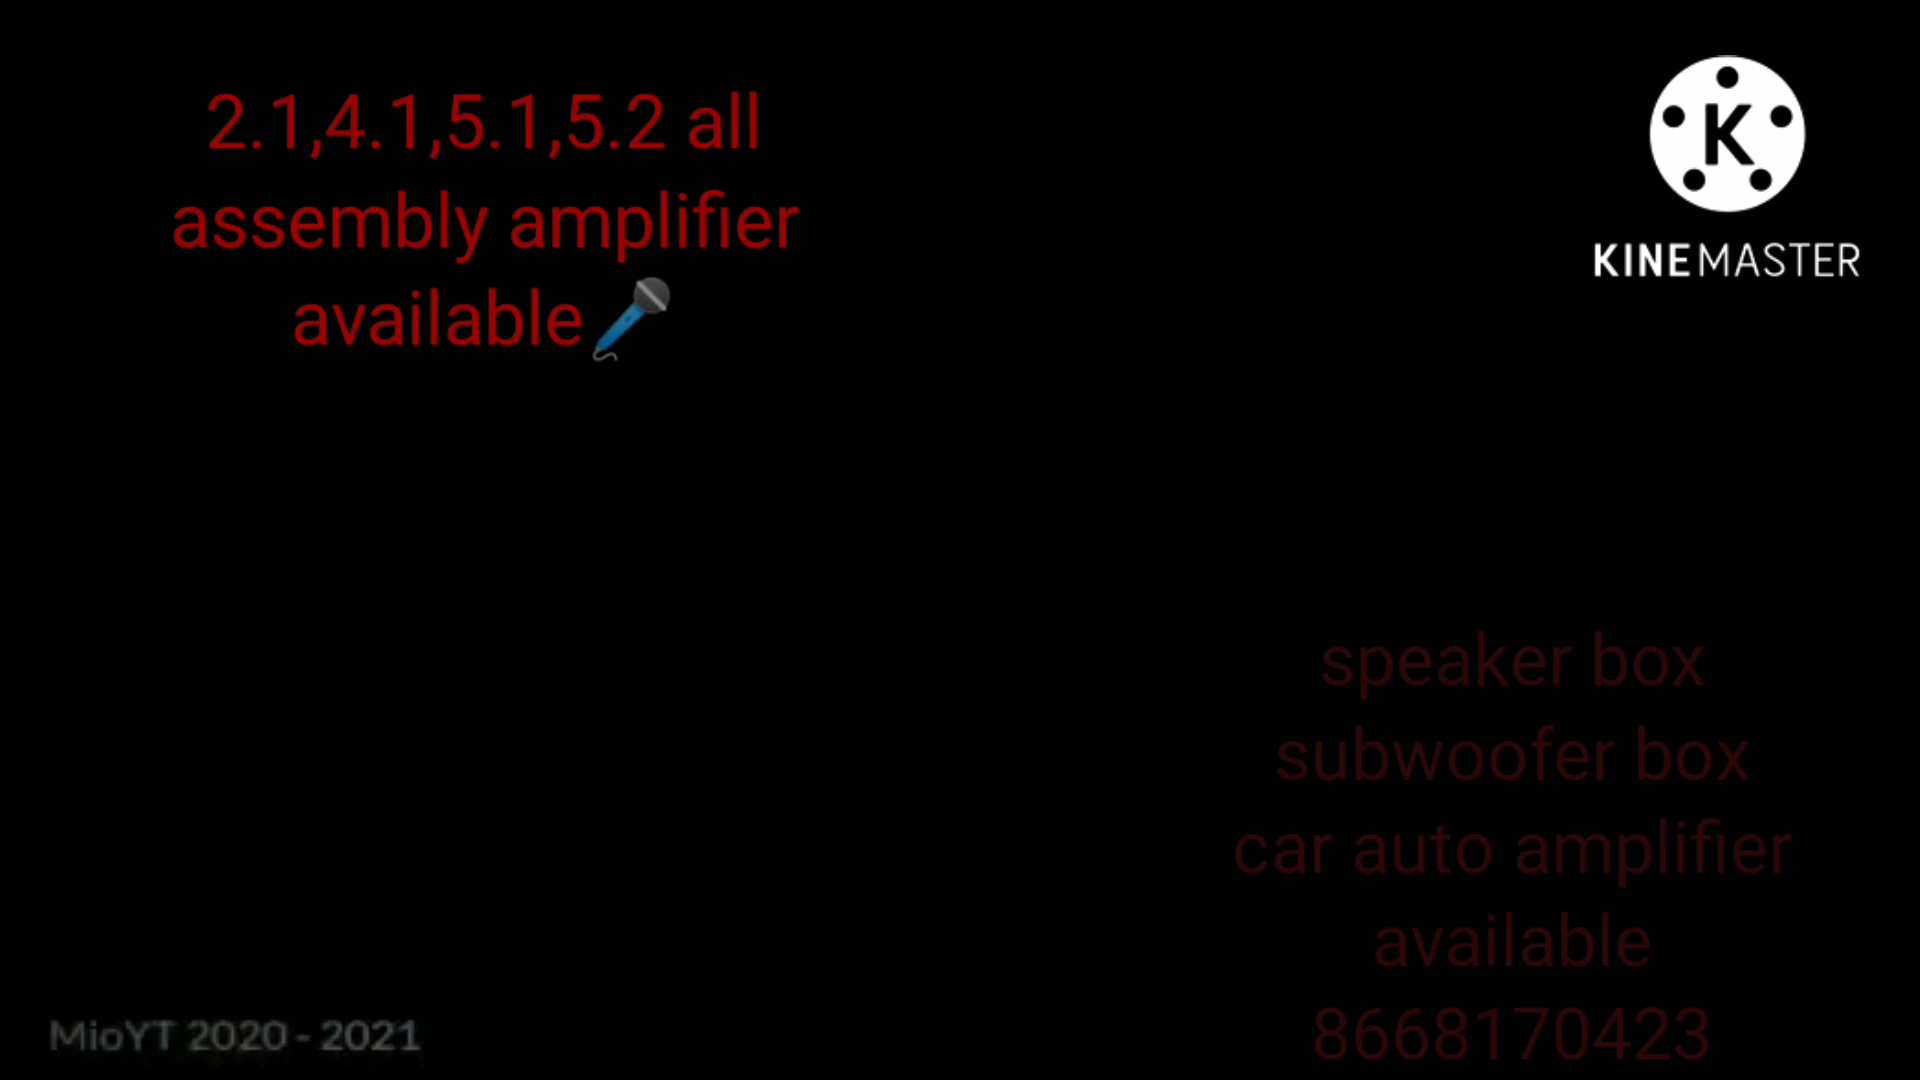 2.1,4.1,5.1,5.2 all
assembly amplifier
available🎤
K
KINEMASTER
speaker box
subwoofer box
car auto amplifier
available
8668170423
MioYT 2020 - 2021